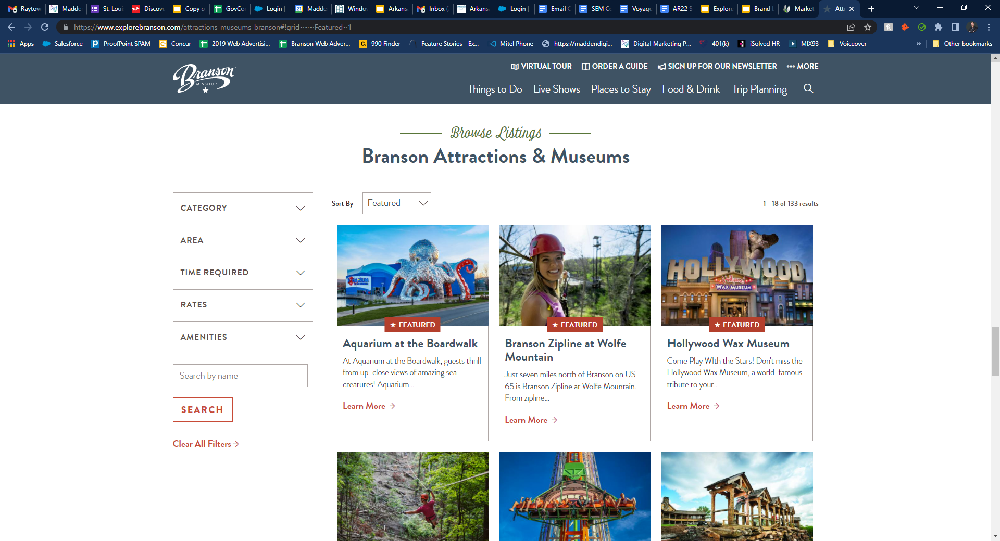 Raytow
Madde
St. Loui
Discove
Copy o
GovCo
Login |
Madde
Windo
Arkans
Inbox (
Arkans
Login |
Email C
SEM Co
Voyage
AR22 S
Explore
Brand I
Market
Att
https://www.explorebranson.com/attractions-museums-branson#!grid~~~Featured~1
Apps
Salesforce
ProofPoint SPAM
Concur
2019 Web Advertisi...
Branson Web Adver...
990 Finder
Feature Stories - Ex...
Mitel Phone
https://maddendigi...
Digital Marketing P...
401(k)
iSolved HR
MIX93
Voiceover
»
Other bookmarks
Branson
MISSOURI
VIRTUAL TOUR
ORDER A GUIDE
SIGN UP FOR OUR NEWSLETTER
MORE
Things to Do
Live Shows
Places to Stay
Food & Drink
Trip Planning
Browse Listings
Branson Attractions & Museums
CATEGORY
AREA
TIME REQUIRED
RATES
AMENITIES
Search by name
SEARCH
Clear All Filters
Sort By
Featured
1 - 18 of 133 results
FEATURED
Aquarium at the Boardwalk
At Aquarium at the Boardwalk, guests thrill
from up-close views of amazing sea
creatures! Aquarium...
Learn More
FEATURED
Branson Zipline at Wolfe
Mountain
Just seven miles north of Branson on US
65 is Branson Zipline at Wolfe Mountain.
From zipline...
Learn More
HOLLYWOOD
Hollywood
WAX MUSEUM
FEATURED
Hollywood Wax Museum
Come Play WIth the Stars! Don't miss the
Hollywood Wax Museum, a world-famous
tribute to your...
Learn More